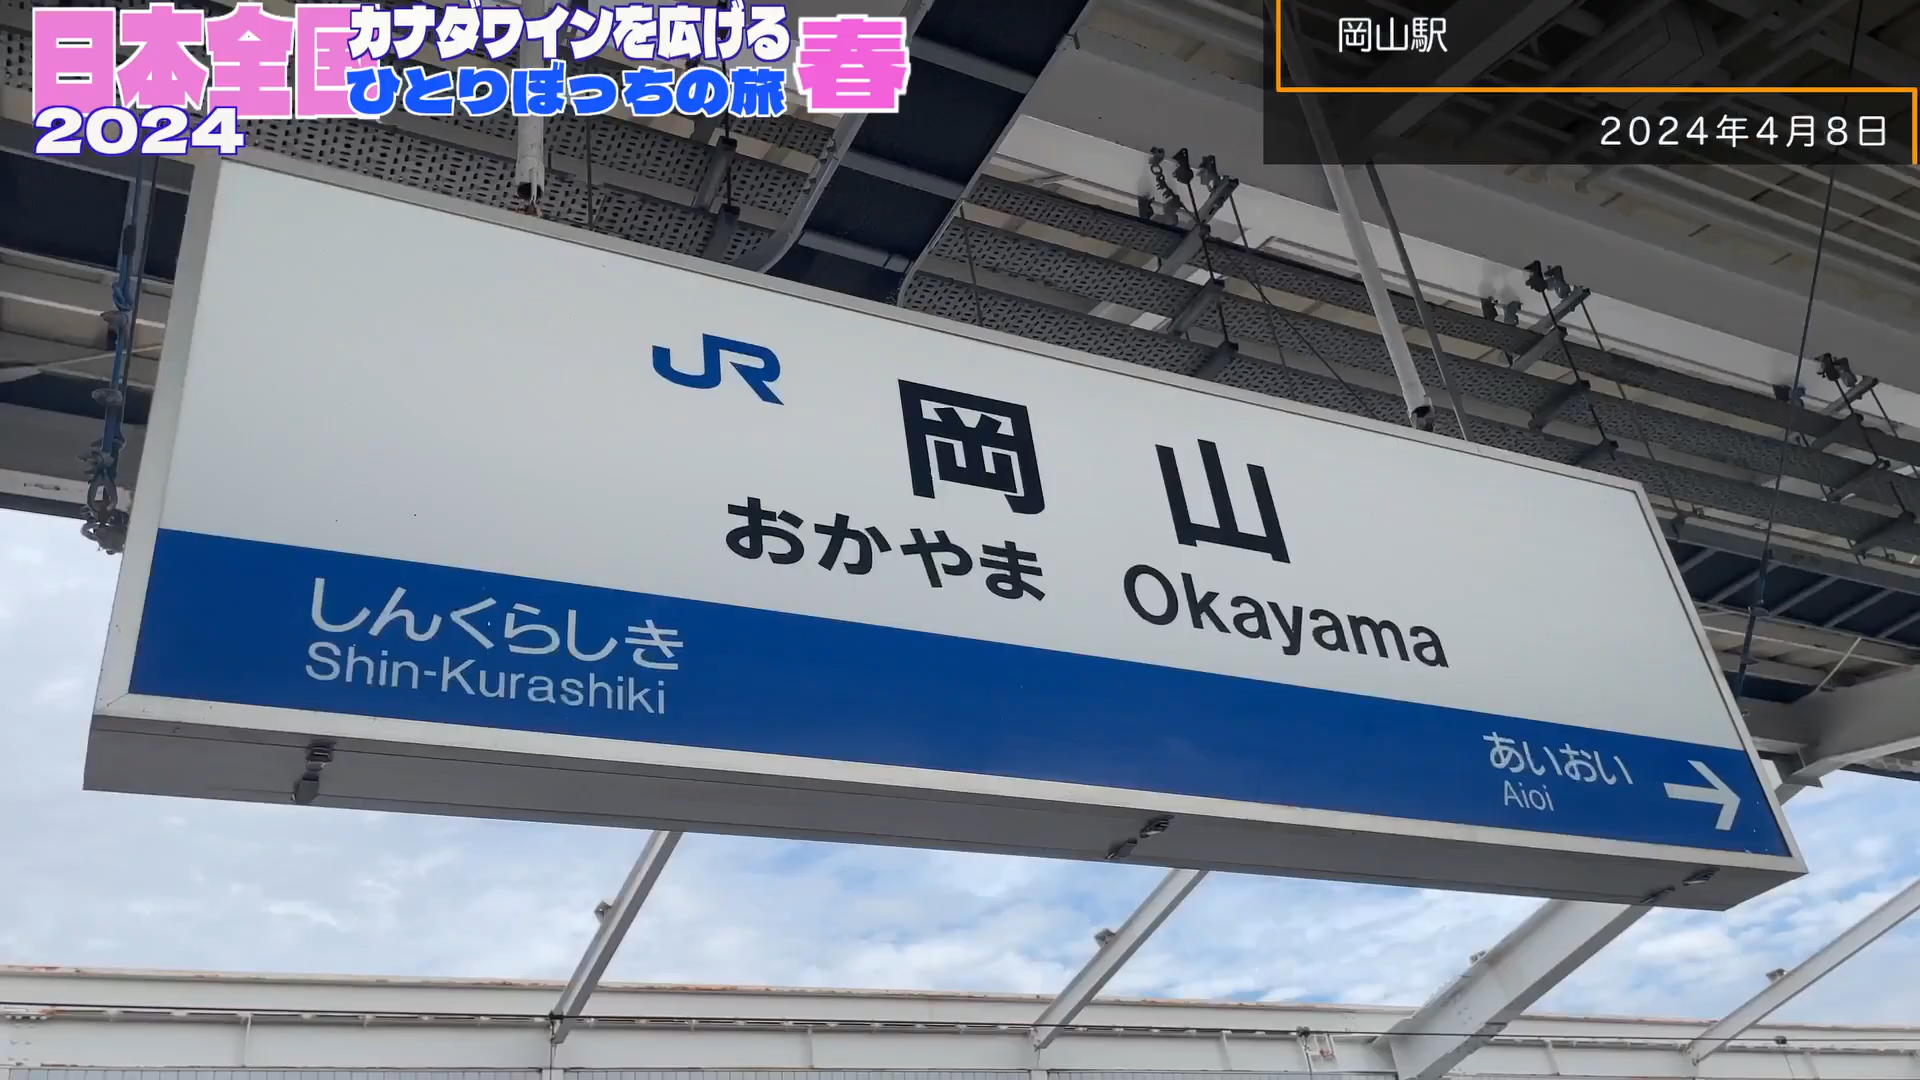 日本全国
カナダワインを広げる
ひとりぼっちの旅
春
2024
岡山駅
2024年4月8日
JR
岡山
おかやま Okayama
しんくらしき
Shin-Kurashiki
あいおい
Aioi